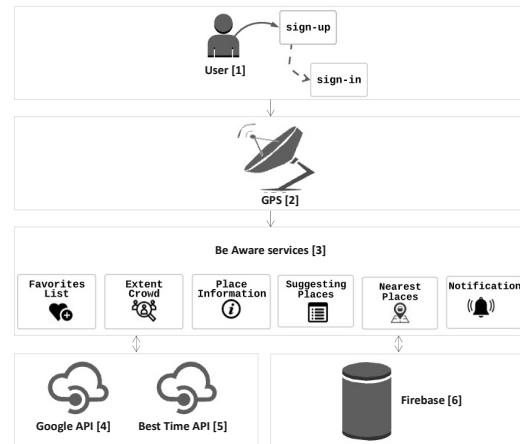 sign-up
User [1]
sign-in
GPS [2]
Be Aware services [3]
Favorites
List
Extent
Crowd
Place
Information
Suggesting
Places
Nearest
Places
Notification
Google API [4]
Best Time API [5]
Firebase [6]